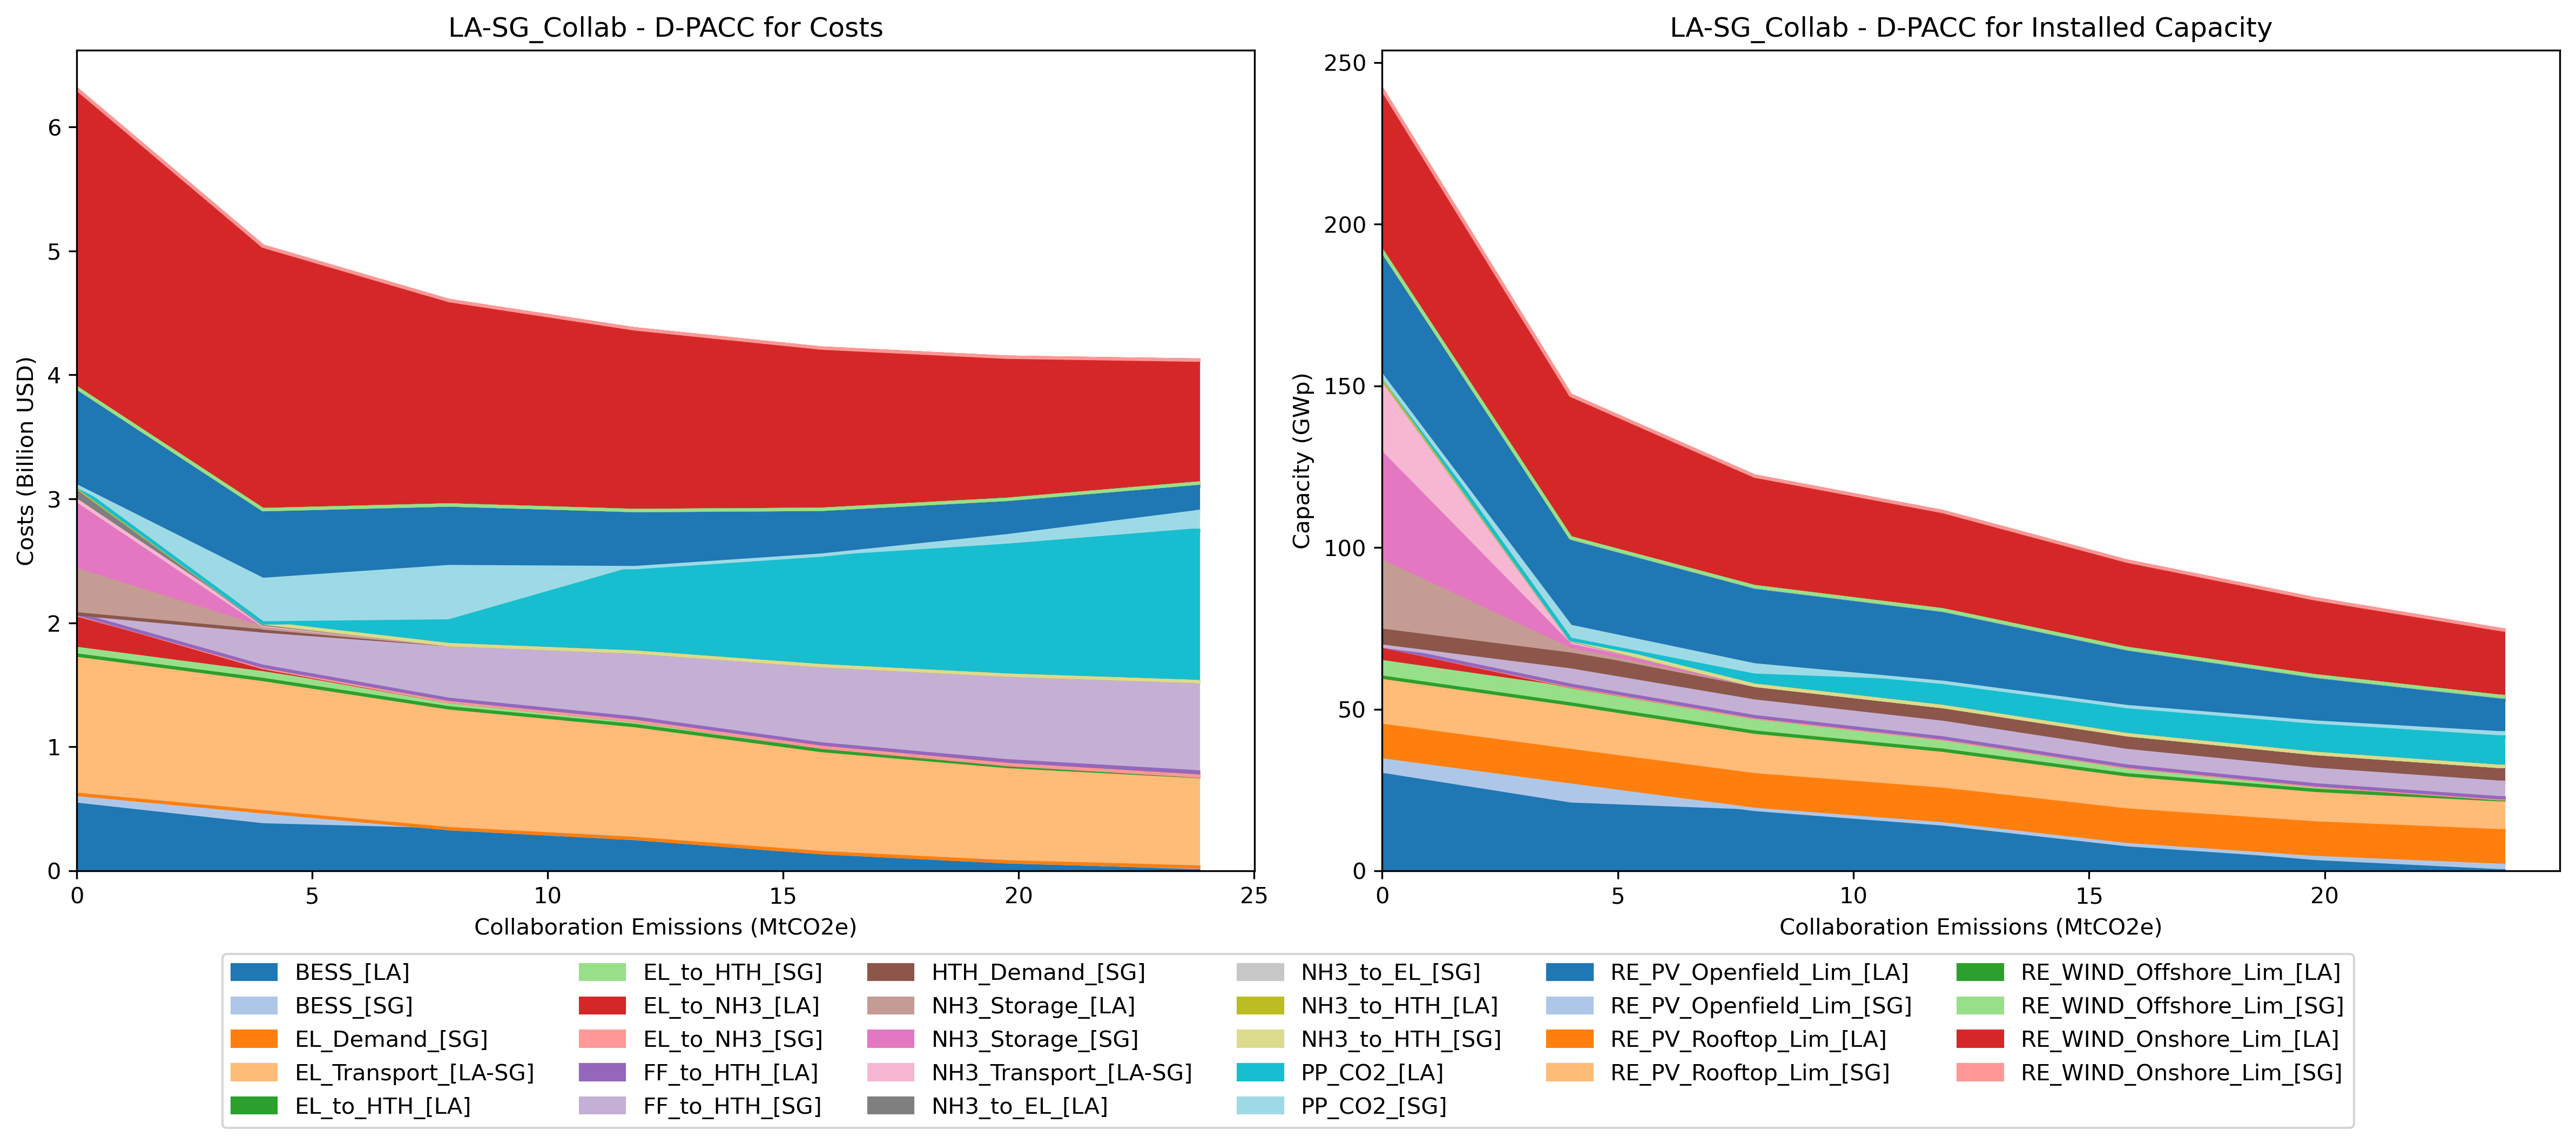 LA-SG_Collab - D-PACC for Costs
6
5
4
3
2
1
0
Costs (Billion USD)
0 5 10 15 20 25
Collaboration Emissions (MtCO2e)
LA-SG_Collab - D-PACC for Installed Capacity
250
200
150
100
50
0
Capacity (GWp)
0 5 10 15 20
Collaboration Emissions (MtCO2e)
BESS_[LA]
BESS_[SG]
EL_Demand_[SG]
EL_Transport_[LA-SG]
EL_to_HTH_[LA]
EL_to_HTH_[SG]
EL_to_NH3_[LA]
EL_to_NH3_[SG]
FF_to_HTH_[LA]
FF_to_HTH_[SG]
HTH_Demand_[SG]
NH3_Storage_[LA]
NH3_Storage_[SG]
NH3_Transport_[LA-SG]
NH3_to_EL_[LA]
NH3_to_EL_[SG]
NH3_to_HTH_[LA]
NH3_to_HTH_[SG]
PP_CO2_[LA]
PP_CO2_[SG]
RE_PV_Openfield_Lim_[LA]
RE_PV_Openfield_Lim_[SG]
RE_PV_Rooftop_Lim_[LA]
RE_PV_Rooftop_Lim_[SG]
RE_WIND_Offshore_Lim_[LA]
RE_WIND_Offshore_Lim_[SG]
RE_WIND_Onshore_Lim_[LA]
RE_WIND_Onshore_Lim_[SG]